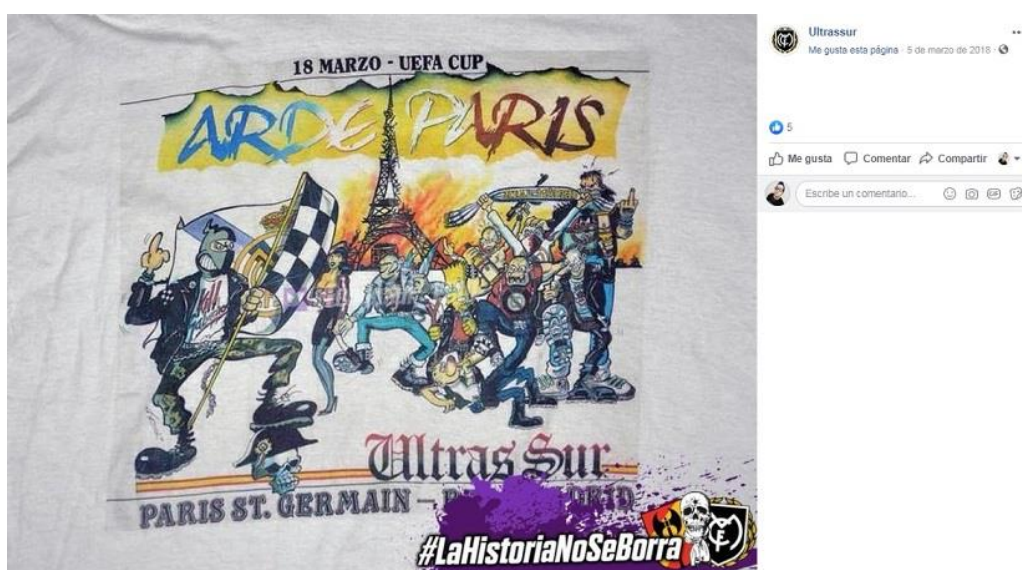 18 MARZO - UEFA CUP
ARDE PARIS
Ultras Sur
PARIS ST. GERMAIN -
#LaHistoriaNoSeBorra
Ultrassur
Me gusta esta página · 5 de marzo de 2018 ·
5
Me gusta Comentar Compartir
Escribe un comentario...
GIF